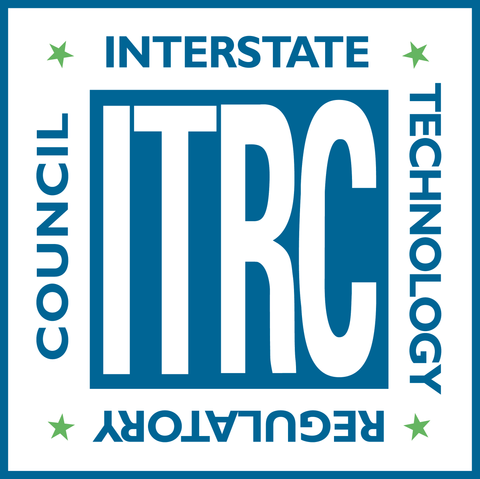 INTERSTATE
TECHNOLOGY
REGULATORY
COUNCIL
ITRC